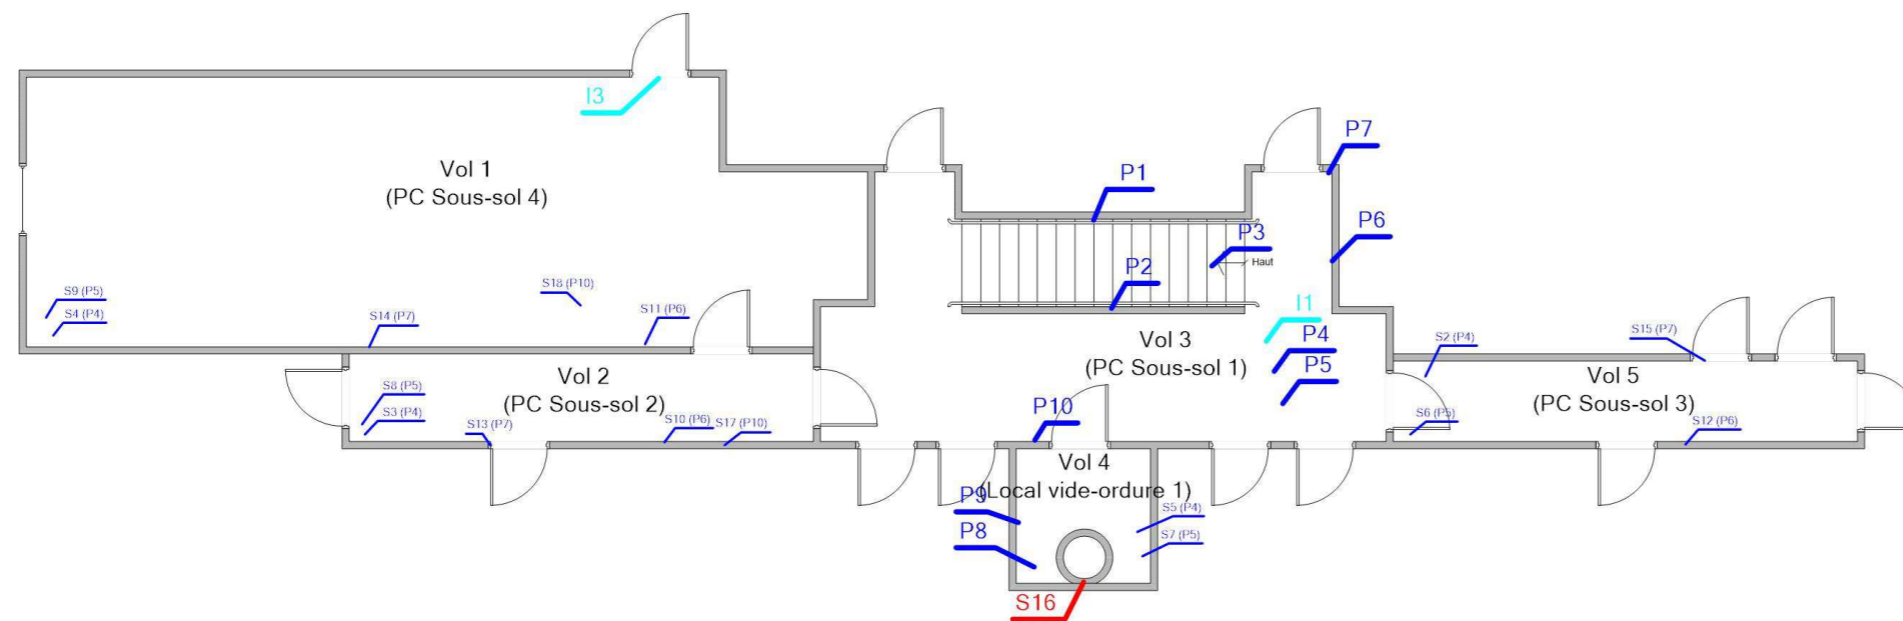 I3
P7
Vol 1
(PC Sous-sol 4)
P1
P6
P3
Haut
P2
S9 (P5)
S18 (P10)
S4 (P4)
S14 (P7)
S11 (P6)
I1
Vol 3
(PC Sous-sol 1)
P4
P5
S2 (P4)
S15 (P7)
Vol 2
(PC Sous-sol 2)
Vol 5
(PC Sous-sol 3)
S8 (P5)
S3 (P4)
S13 (P7)
S10 (P6)
S17 (P10)
P10
S6 (P5)
S12 (P6)
Vol 4
(Local vide-ordure 1)
P9
P8
S5 (P4)
S7 (P5)
S16